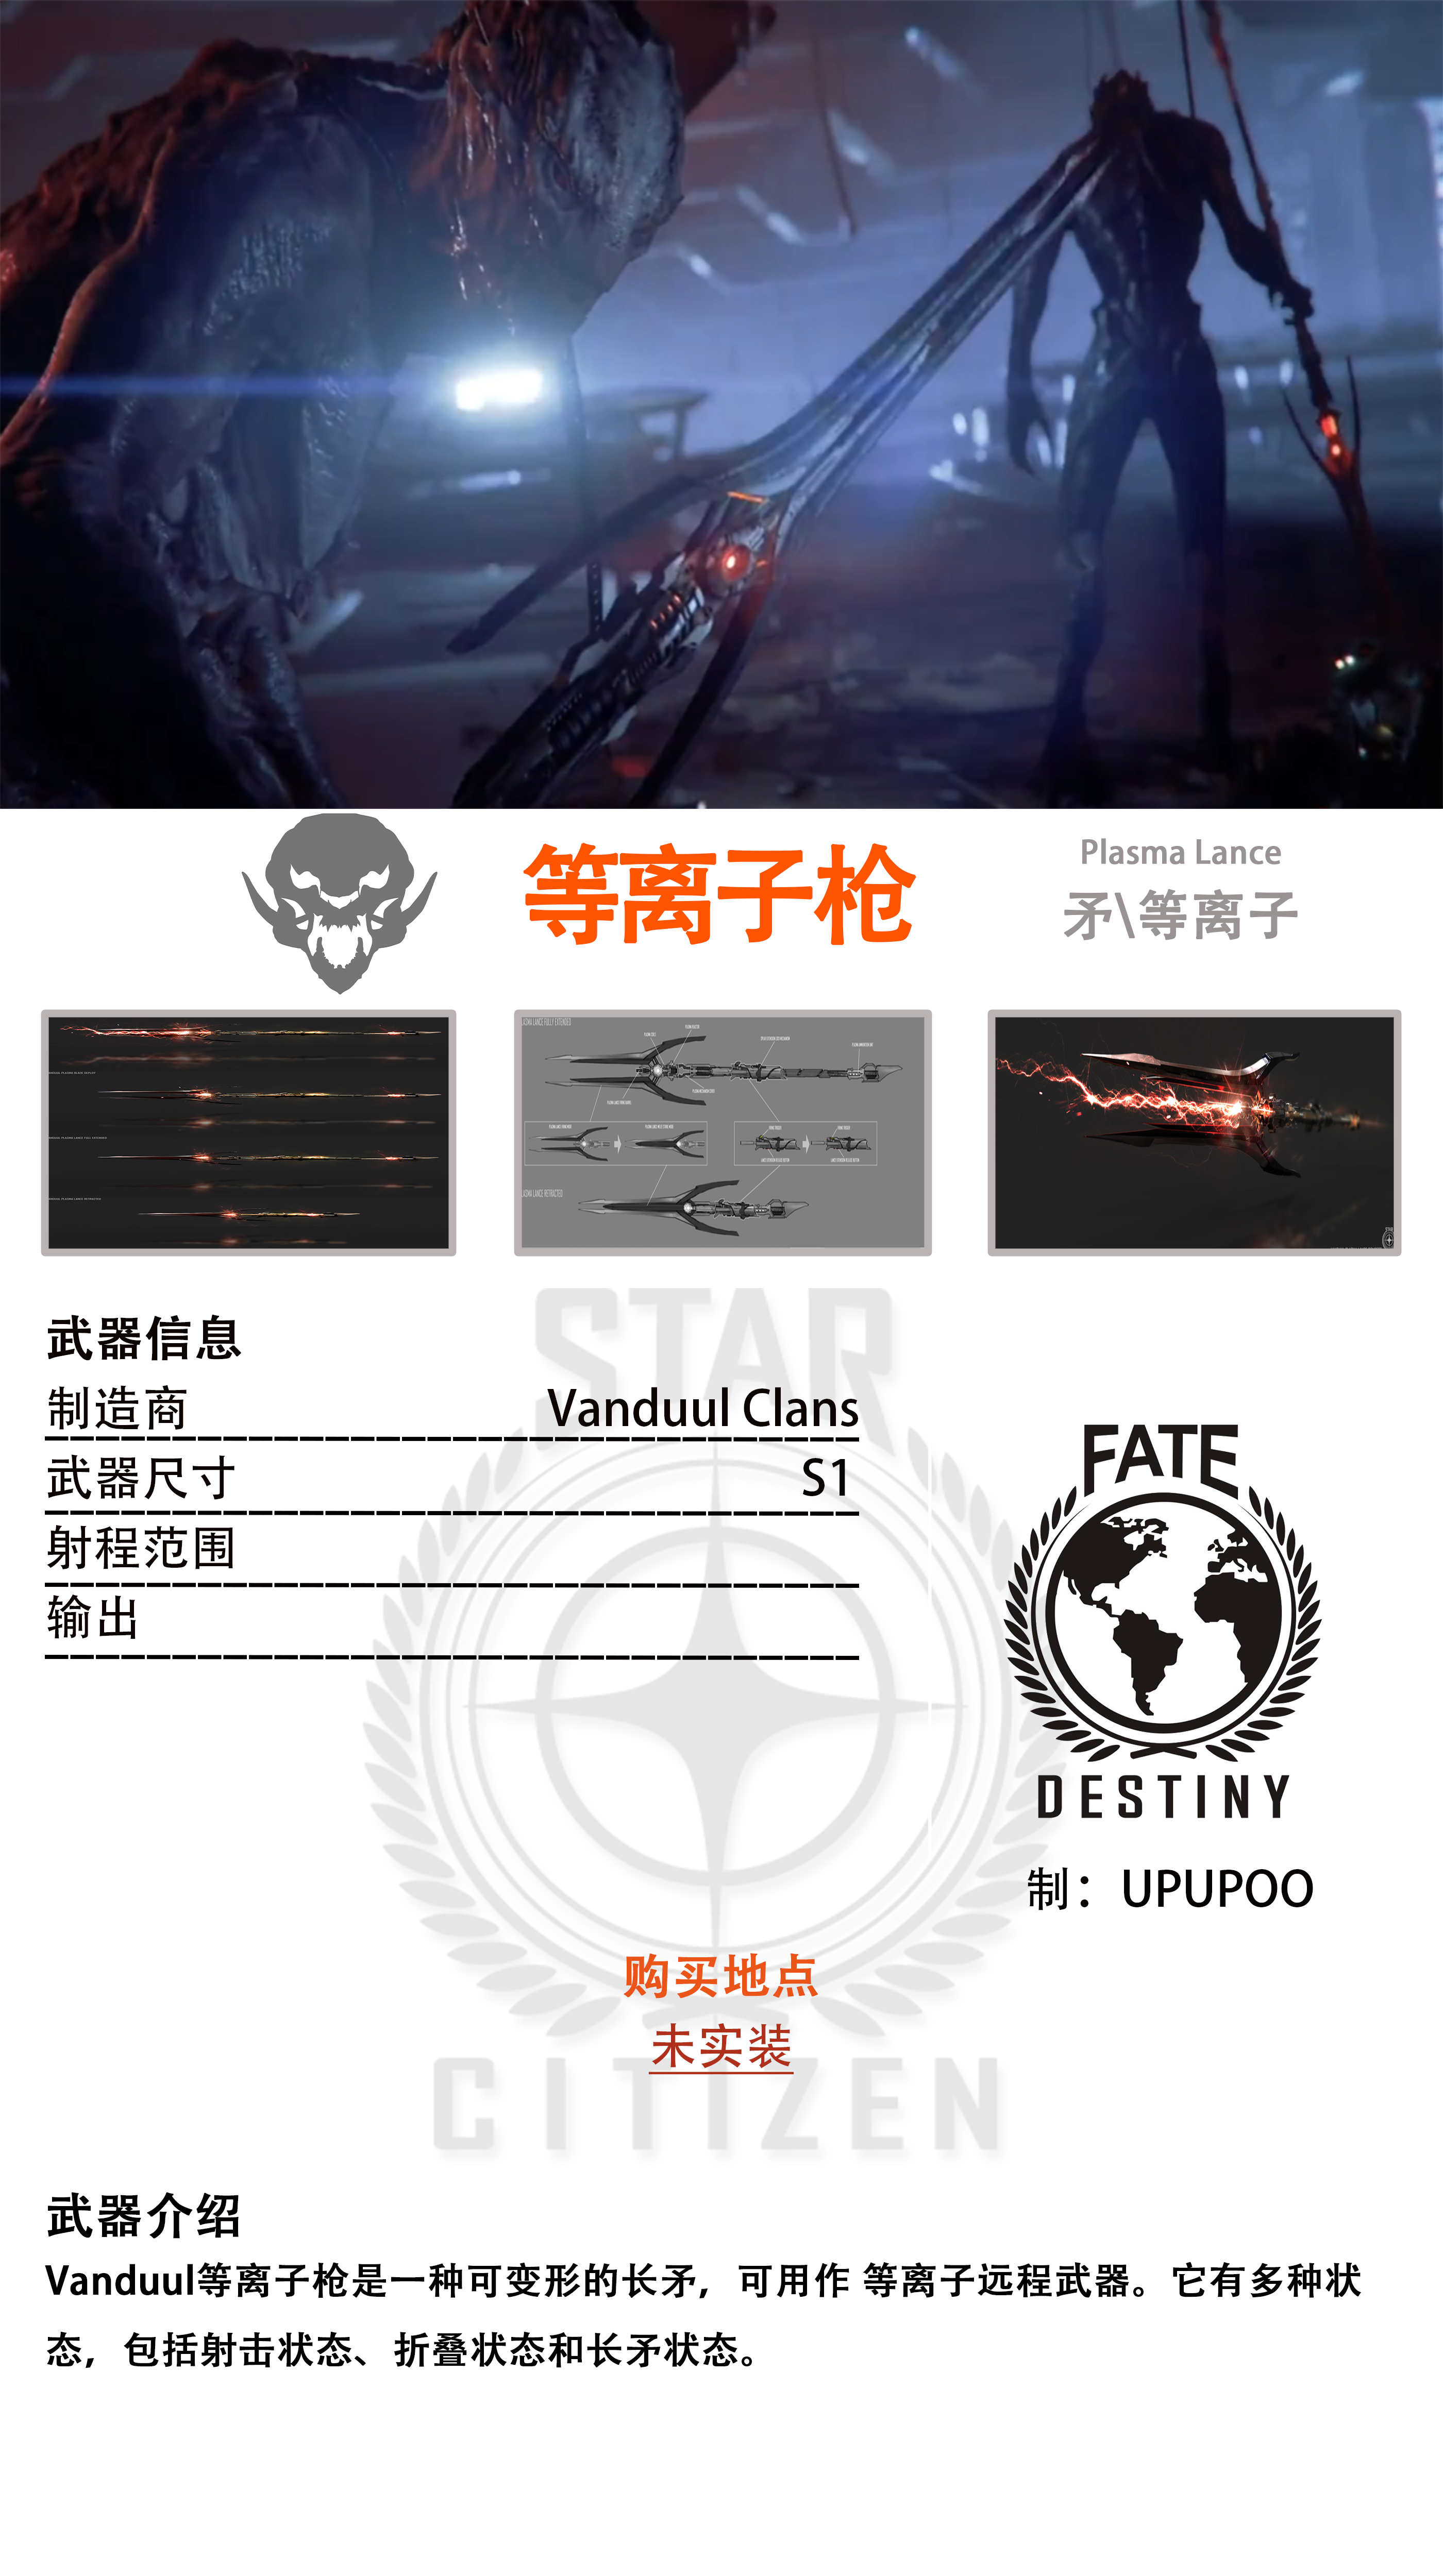 等离子枪
Plasma Lance
矛\等离子
PLASMA LANCE RETRACTED
STAR
武器信息
制造商 Vanduul Clans
武器尺寸 S1
射程范围
输出
FATE
DESTINY
制：UPUPOO
购买地点
未实装
CITIZEN
武器介绍
Vanduul等离子枪是一种可变形的长矛，可用作 等离子远程武器。它有多种状
态，包括射击状态、折叠状态和长矛状态。